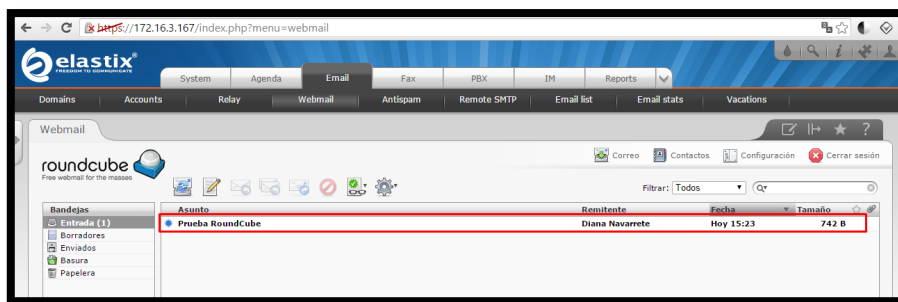 https://172.16.3.167/index.php?menu=webmail
elastix®
FREEDOM TO COMMUNICATE
System Agenda Email Fax PBX IM Reports
Domains Accounts Relay Webmail Antispam Remote SMTP Email list Email stats Vacations
Webmail
roundcube
Free webmail for the masses
Correo Contactos Configuración Cerrar sesión
Filtrar: Todos
Bandejas Asunto Remitente Fecha Tamaño
Entrada (1) Prueba RoundCube Diana Navarrete Hoy 15:23 742 B
Borradores
Enviados
Basura
Papelera